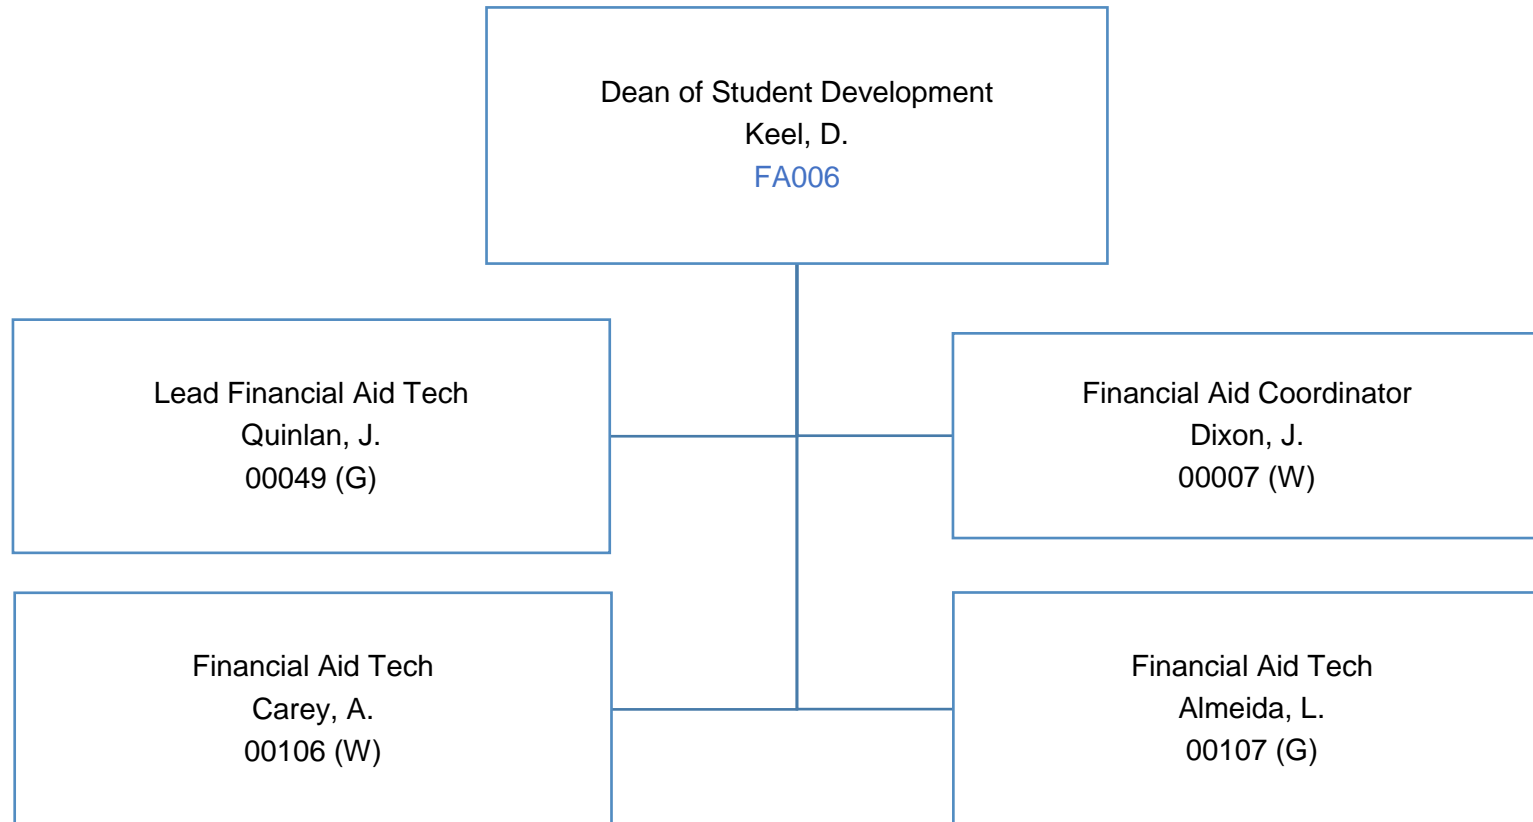 Dean of Student Development
Keel, D.
FA006
Lead Financial Aid Tech
Quinlan, J.
00049 (G)
Financial Aid Coordinator
Dixon, J.
00007 (W)
Financial Aid Tech
Carey, A.
00106 (W)
Financial Aid Tech
Almeida, L.
00107 (G)